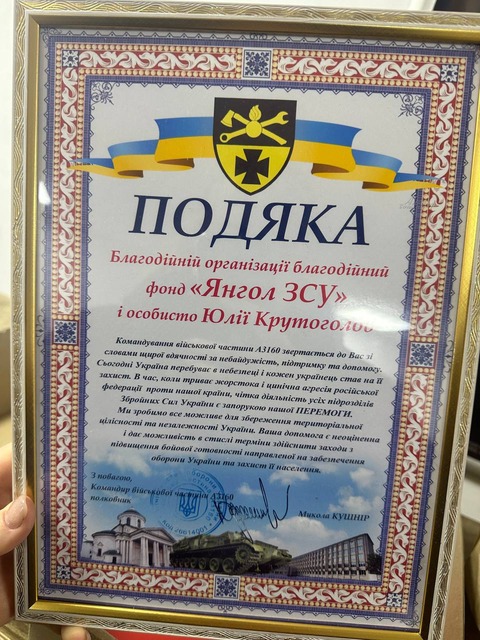 ПОДЯКА
Благодійній організації благодійний
фонд «Янгол ЗСУ»
і особисто Юлії Крутоголов
Командування військової частини А3160 звертається до Вас зі
словами щирої вдячності за небайдужість, підтримку та допомогу.
Сьогодні Україна перебуває в небезпеці і кожен українець став на її
захист. В час, коли триває жорстока і цинічна агресія російської
федерації проти нашої країни, чітка діяльність усіх підрозділів
Збройних Сил України є запорукою нашої ПЕРЕМОГИ.
Ми зробимо все можливе для збереження територіальної
цілісності та незалежності України. Ваша допомога є неоціненна
і дає можливість в стислі терміни здійснити заходи з
підвищення бойової готовності направленої на забезпечення
оборони України та захист її населення.
З повагою,
Командир військової частини А3160
полковник
Микола КУШНІР